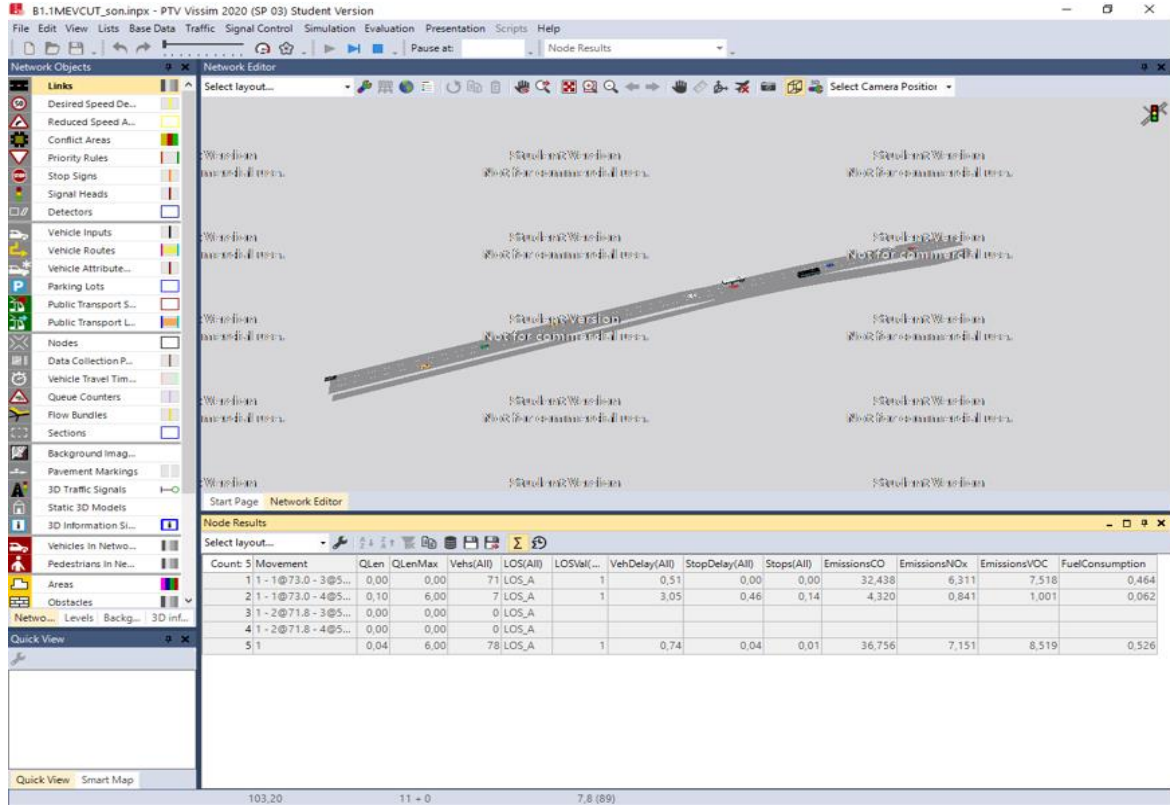 B1.1MEVCUT_son.inpx - PTV Vissim 2020 (SP 03) Student Version
File Edit View Lists Base Data Traffic Signal Control Simulation Evaluation Presentation Scripts Help
Pause at: Node Results
Network Objects
Links
Desired Speed De...
Reduced Speed A...
Conflict Areas
Priority Rules
Stop Signs
Signal Heads
Detectors
Vehicle Inputs
Vehicle Routes
Vehicle Attribute...
Parking Lots
Public Transport S...
Public Transport L...
Nodes
Data Collection P...
Vehicle Travel Tim...
Queue Counters
Flow Bundles
Sections
Background Imag...
Pavement Markings
3D Traffic Signals
Static 3D Models
3D Information Si...
Vehicles In Netwo...
Pedestrians In Ne...
Areas
Obstacles
Netwo... Levels Backg... 3D inf...
Quick View
Quick View Smart Map
Network Editor
Select layout... Select Camera Position
Student Version
Not for commercial use.
Start Page Network Editor
Node Results
Select layout...
Count: 5 Movement QLen QLenMax Vehs(All) LOS(All) LOSVal(... VehDelay(All) StopDelay(All) Stops(All) EmissionsCO EmissionsNOx EmissionsVOC FuelConsumption
1 1 - 1@73.0 - 3@5... 0,00 0,00 71 LOS_A 1 0,51 0,00 0,00 32,438 6,311 7,518 0,464
2 1 - 1@73.0 - 4@5... 0,10 6,00 7 LOS_A 1 3,05 0,46 0,14 4,320 0,841 1,001 0,062
3 1 - 2@71.8 - 3@5... 0,00 0,00 0 LOS_A
4 1 - 2@71.8 - 4@5... 0,00 0,00 0 LOS_A
5 1 0,04 6,00 78 LOS_A 1 0,74 0,04 0,01 36,756 7,151 8,519 0,526
103,20 11 + 0 7,8 (89)